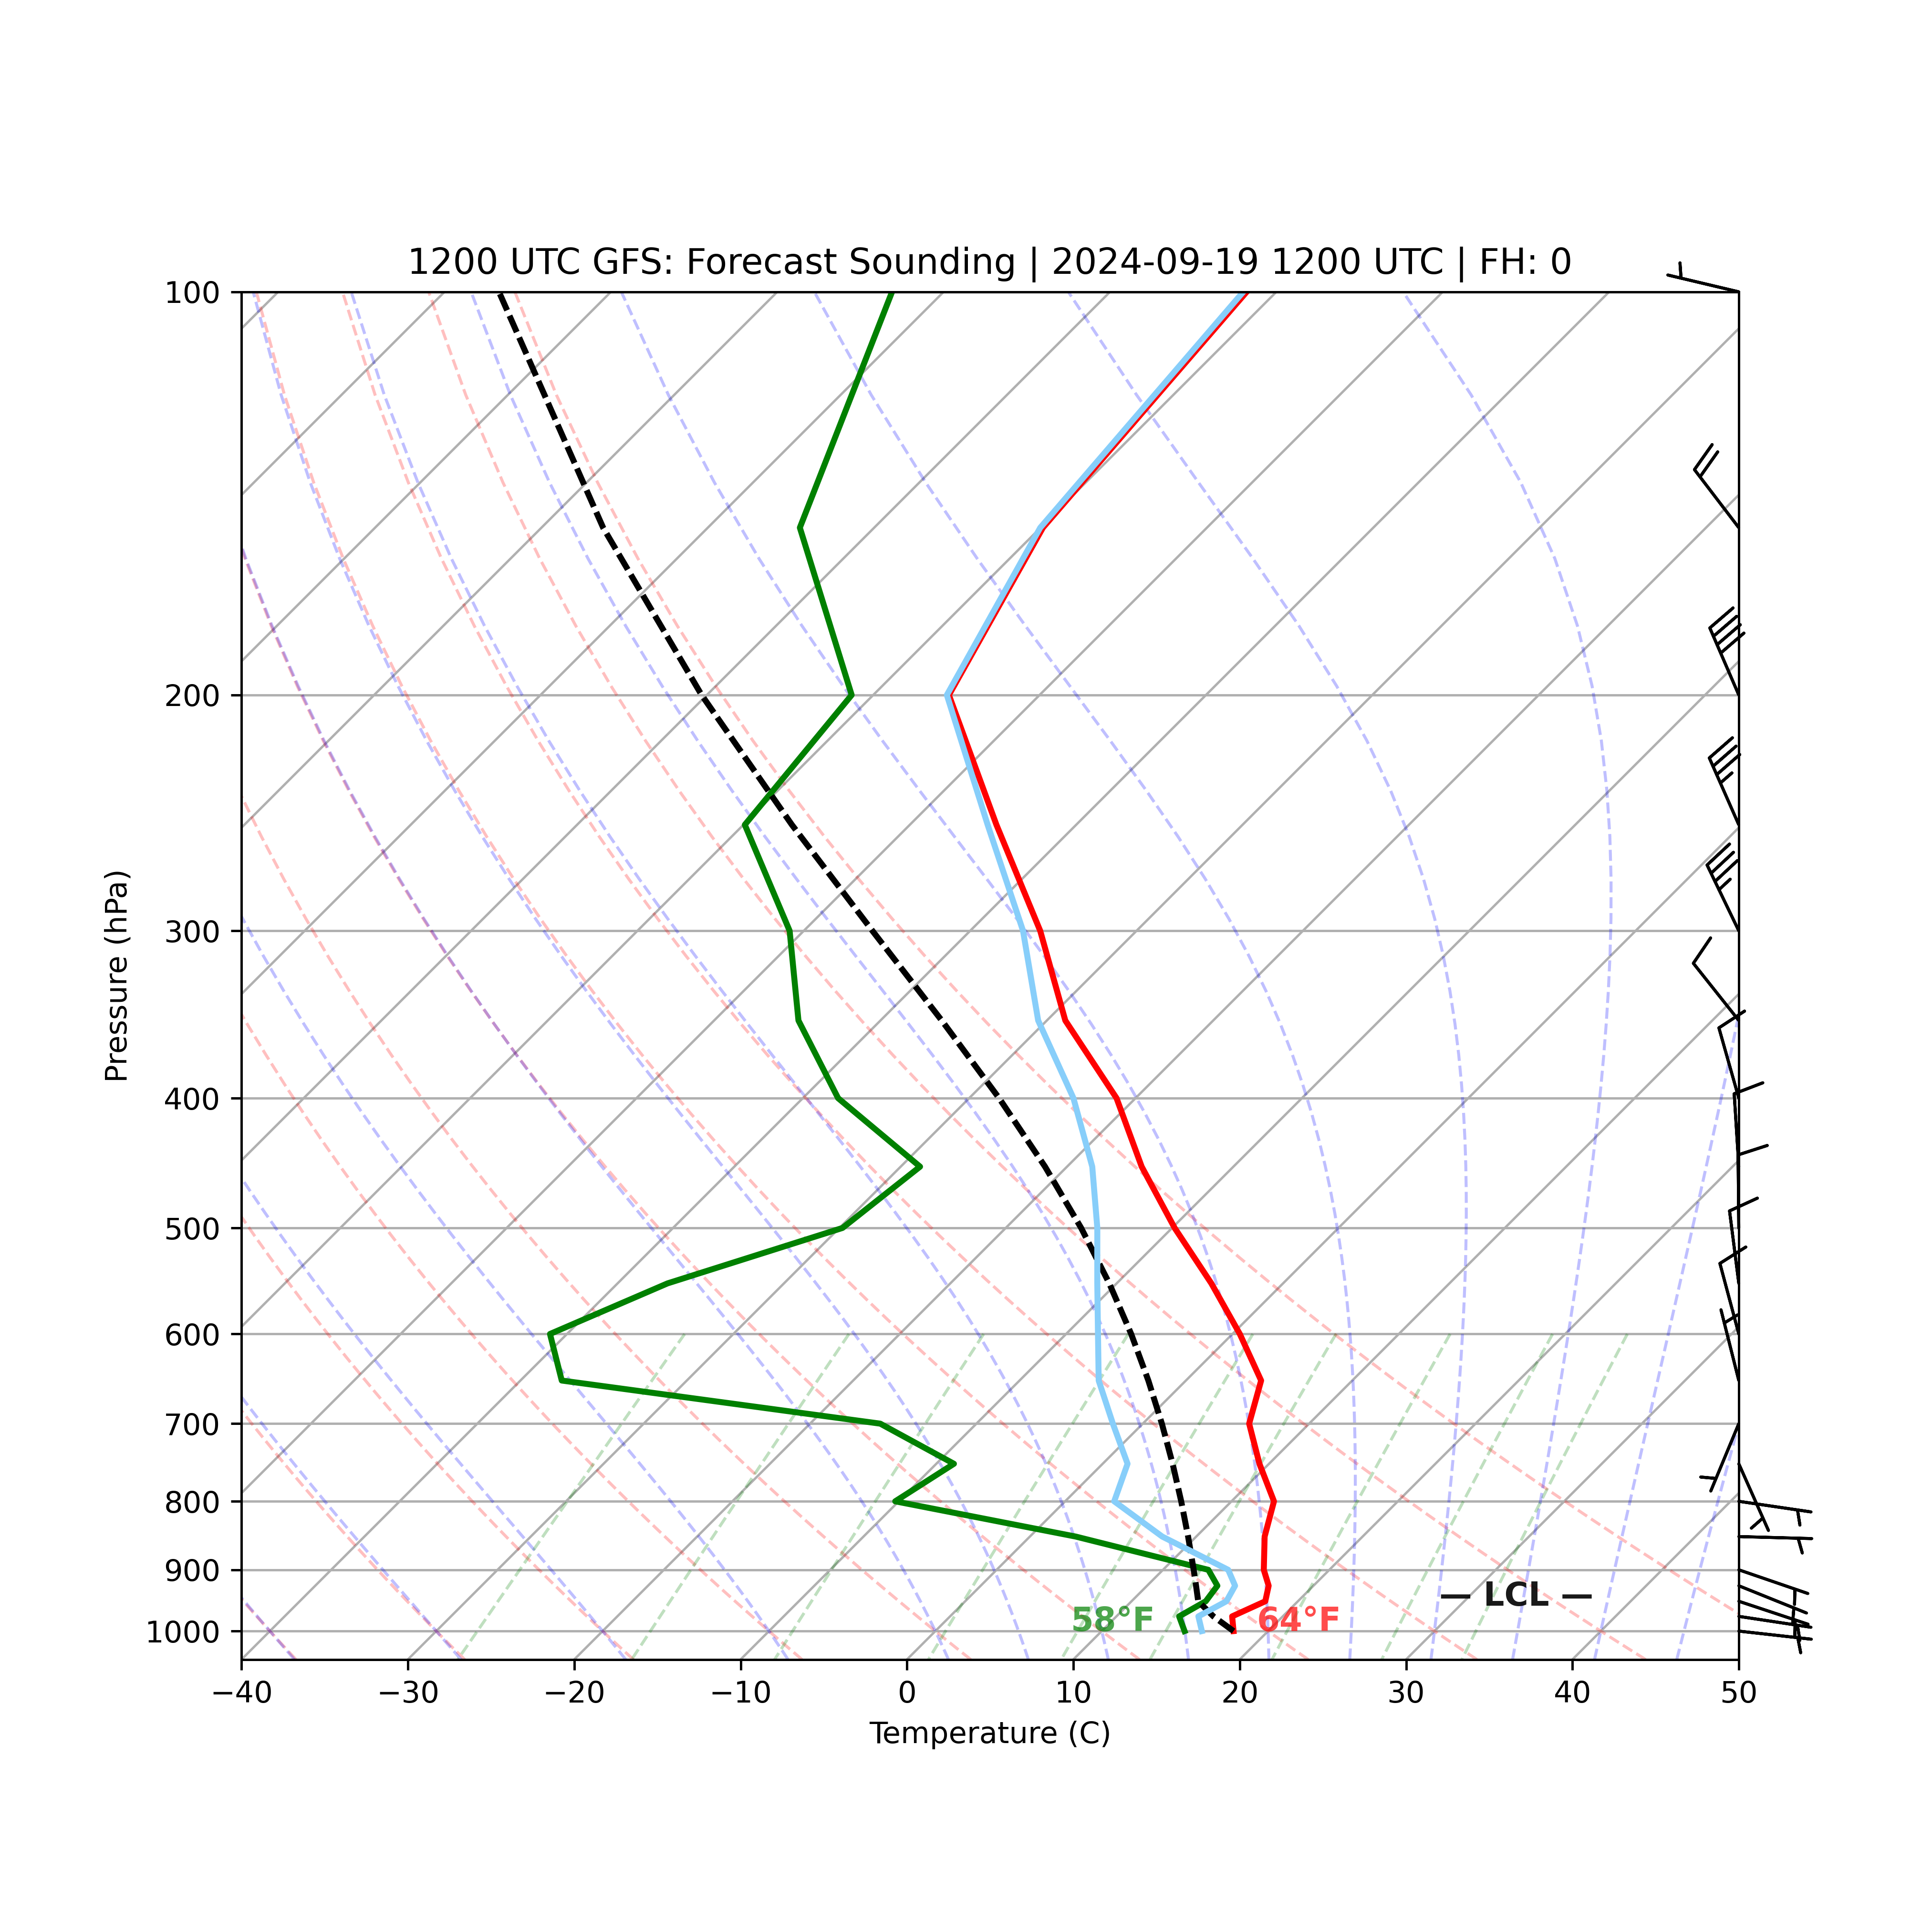 1200 UTC GFS: Forecast Sounding | 2024-09-19 1200 UTC | FH: 0
100
200
300
400
500
600
700
800
900
1000
Pressure (hPa)
— LCL —
58°F
64°F
−40 −30 −20 −10 0 10 20 30 40 50
Temperature (C)